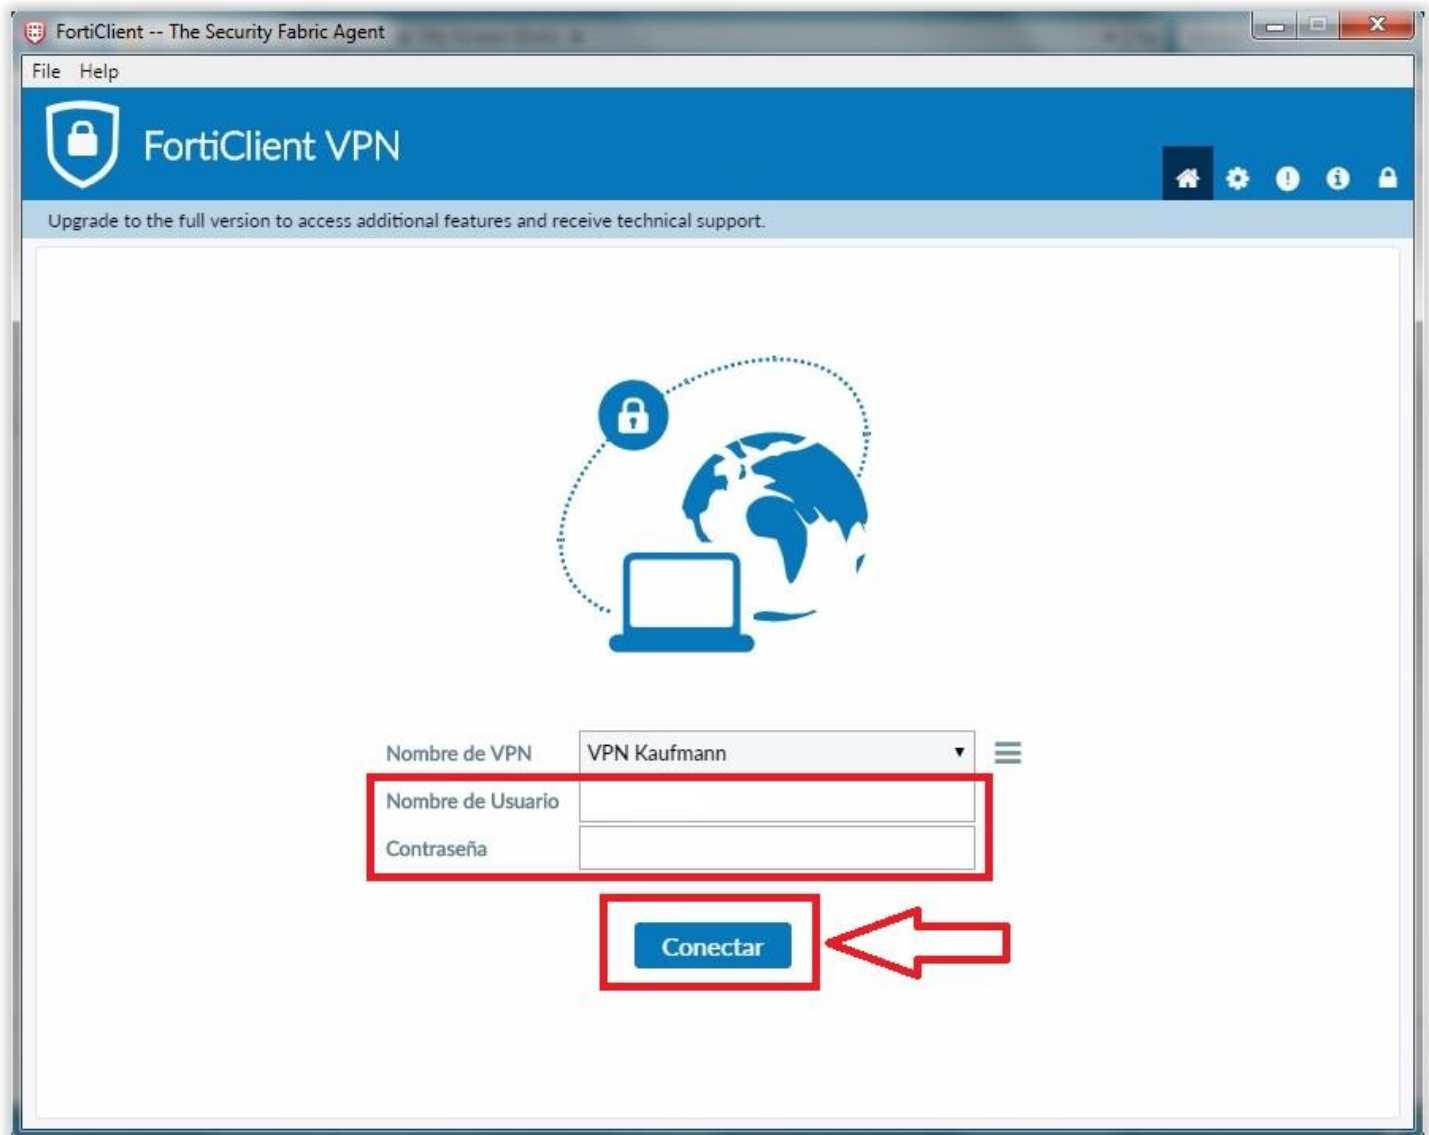 FortiClient -- The Security Fabric Agent
File Help
FortiClient VPN
Upgrade to the full version to access additional features and receive technical support.
Nombre de VPN VPN Kaufmann
Nombre de Usuario
Contraseña
Conectar